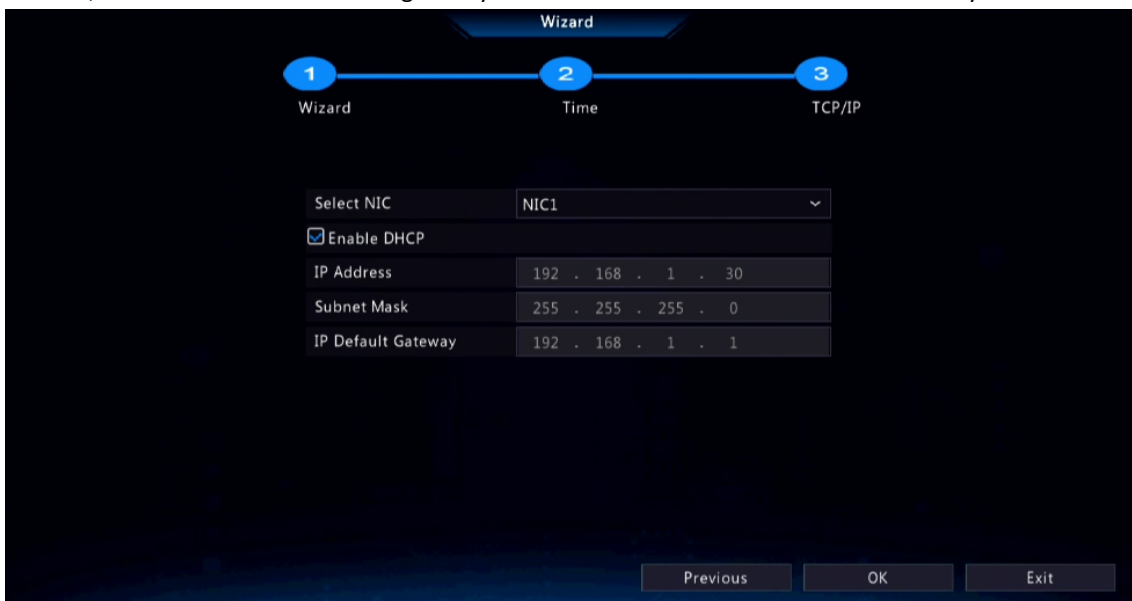 Wizard
1 2 3
Wizard Time TCP/IP
Select NIC NIC1
Enable DHCP
IP Address 192 . 168 . 1 . 30
Subnet Mask 255 . 255 . 255 . 0
IP Default Gateway 192 . 168 . 1 . 1
Previous OK Exit